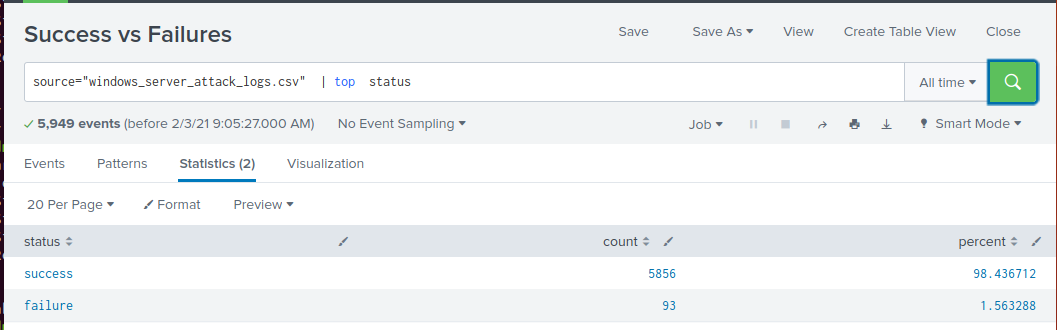 Success vs Failures
Save Save As View Create Table View Close
source="windows_server_attack_logs.csv" | top status
All time
5,949 events (before 2/3/21 9:05:27.000 AM) No Event Sampling
Job Smart Mode
Events Patterns Statistics (2) Visualization
20 Per Page Format Preview
status count percent
success 5856 98.436712
failure 93 1.563288